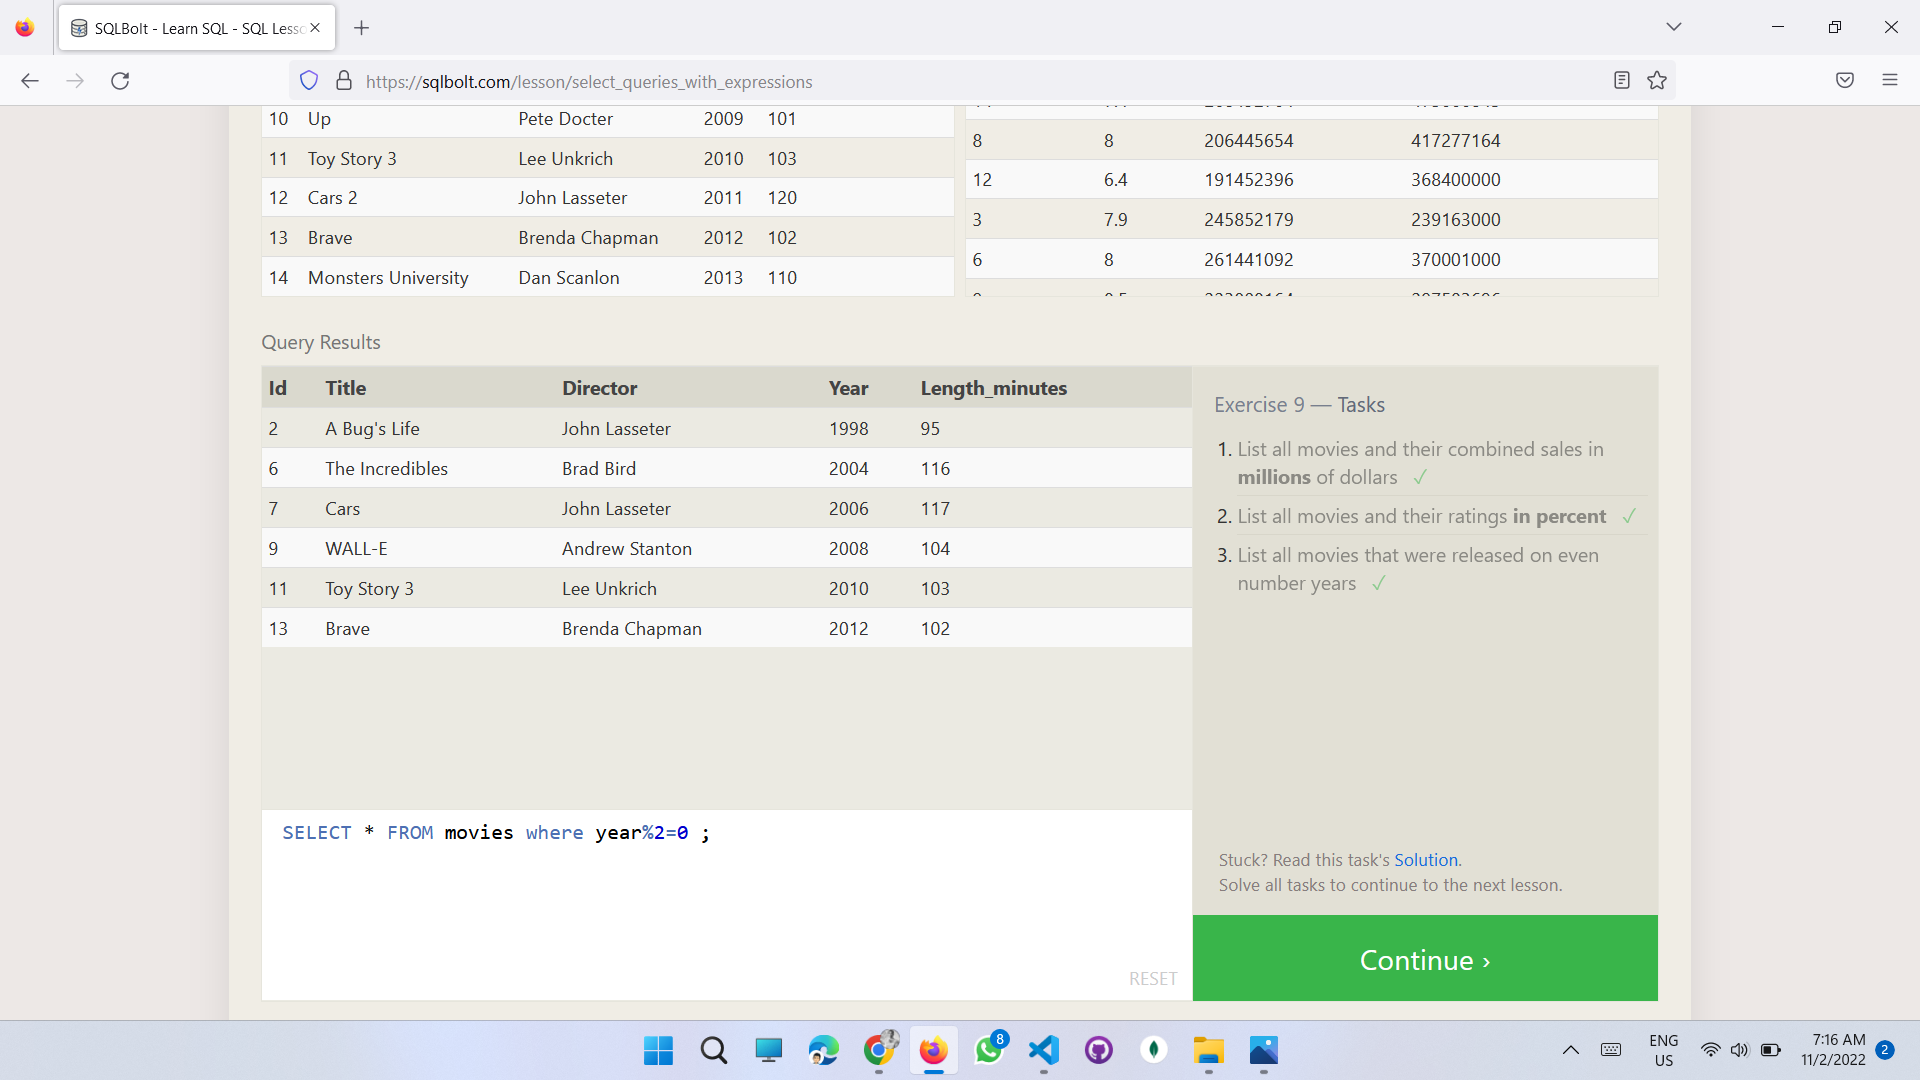 SQLBolt - Learn SQL - SQL Lesso
https://sqlbolt.com/lesson/select_queries_with_expressions
10 Up Pete Docter 2009 101
11 Toy Story 3 Lee Unkrich 2010 103
12 Cars 2 John Lasseter 2011 120
13 Brave Brenda Chapman 2012 102
14 Monsters University Dan Scanlon 2013 110
8 8 206445654 417277164
12 6.4 191452396 368400000
3 7.9 245852179 239163000
6 8 261441092 370001000
Query Results
Id Title Director Year Length_minutes
2 A Bug's Life John Lasseter 1998 95
6 The Incredibles Brad Bird 2004 116
7 Cars John Lasseter 2006 117
9 WALL-E Andrew Stanton 2008 104
11 Toy Story 3 Lee Unkrich 2010 103
13 Brave Brenda Chapman 2012 102
SELECT * FROM movies where year%2=0 ;
RESET
Exercise 9 — Tasks
1. List all movies and their combined sales in
millions of dollars ✓
2. List all movies and their ratings in percent ✓
3. List all movies that were released on even
number years ✓
Stuck? Read this task's Solution.
Solve all tasks to continue to the next lesson.
Continue ›
8
ENG
US
7:16 AM
11/2/2022
2